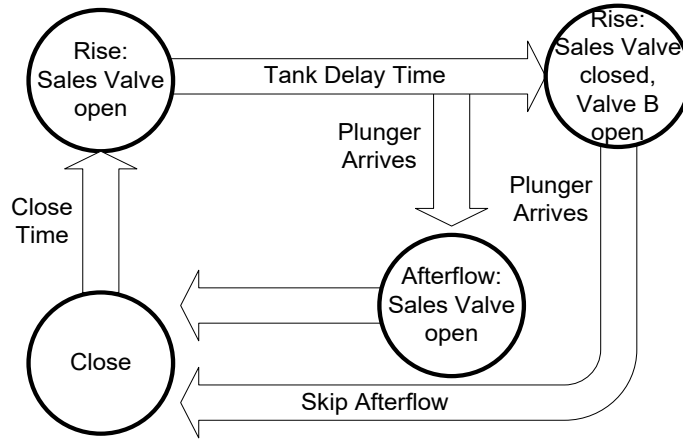 Rise:
Sales Valve
open
Tank Delay Time
Rise:
Sales Valve
closed,
Valve B
open
Plunger
Arrives
Plunger
Arrives
Close
Time
Afterflow:
Sales Valve
open
Close
Skip Afterflow